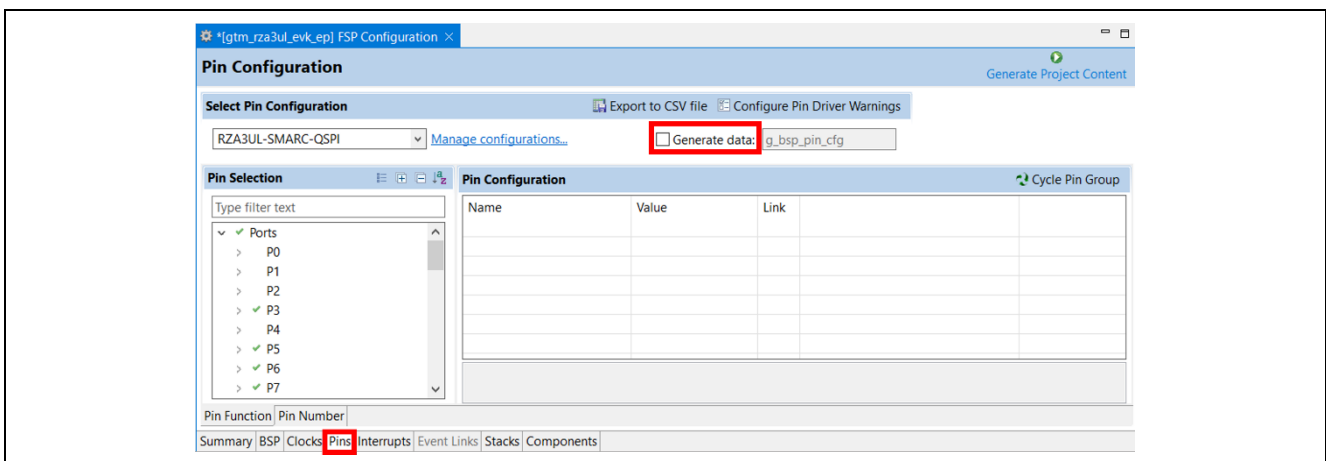 *[gtm_rza3ul_evk_ep] FSP Configuration
Pin Configuration
Generate Project Content
Select Pin Configuration
Export to CSV file Configure Pin Driver Warnings
RZA3UL-SMARC-QSPI Manage configurations... Generate data: g_bsp_pin_cfg
Pin Selection
Pin Configuration Cycle Pin Group
Type filter text
Name Value Link
Ports
P0
P1
P2
P3
P4
P5
P6
P7
Pin Function Pin Number
Summary BSP Clocks Pins Interrupts Event Links Stacks Components